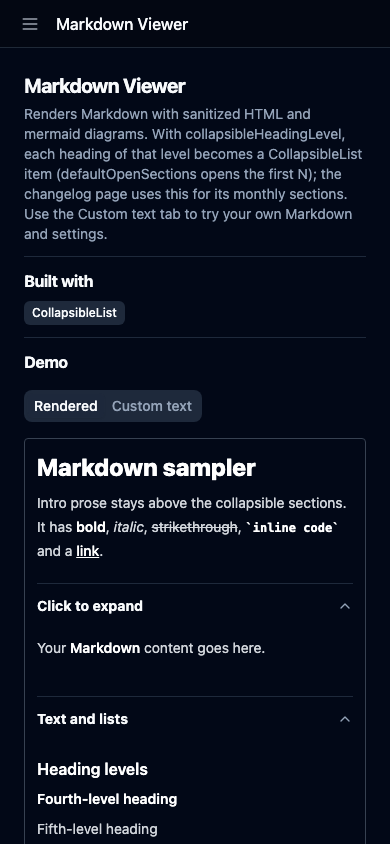 Markdown Viewer
Markdown Viewer
Renders Markdown with sanitized HTML and
mermaid diagrams. With collapsibleHeadingLevel,
each heading of that level becomes a CollapsibleList
item (defaultOpenSections opens the first N); the
changelog page uses this for its monthly sections.
Use the Custom text tab to try your own Markdown
and settings.
Built with
CollapsibleList
Demo
Rendered Custom text
Markdown sampler
Intro prose stays above the collapsible sections.
It has bold, italic, strikethrough, `inline code`
and a link.
Click to expand
Your Markdown content goes here.
Text and lists
Heading levels
Fourth-level heading
Fifth-level heading